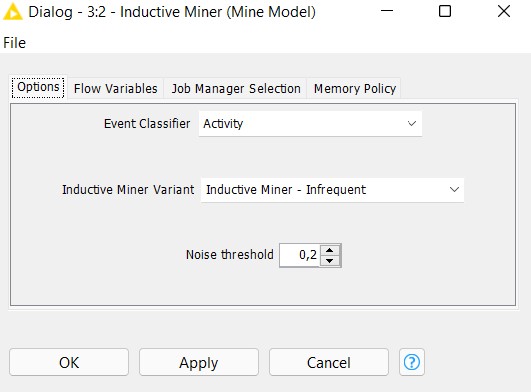 Dialog - 3:2 - Inductive Miner (Mine Model)
File
Options Flow Variables Job Manager Selection Memory Policy
Event Classifier Activity
Inductive Miner Variant Inductive Miner - Infrequent
Noise threshold 0,2
OK Apply Cancel ?